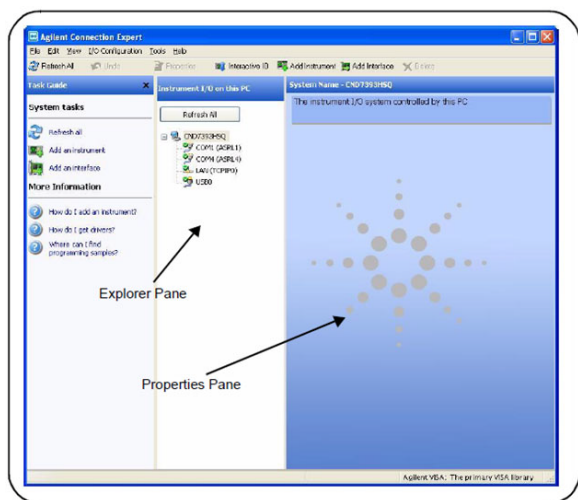 Agilent Connection Expert
File Edit View I/O Configuration Tools Help
Refresh All Undo Properties Interactive IO Add Instrument Add Interface Delete
Task Guide
System tasks
Refresh all
Add an instrument
Add an interface
More Information
How do I add an instrument?
How do I get drivers?
Where can I find
programming samples?
Instrument I/O on this PC
Refresh All
CND7393HSQ
COM1 (ASRL1)
COM4 (ASRL4)
LAN (TCPIP0)
USB0
System Name - CND7393HSQ
The instrument I/O system controlled by this PC
Explorer Pane
Properties Pane
Agilent VISA: The primary VISA library